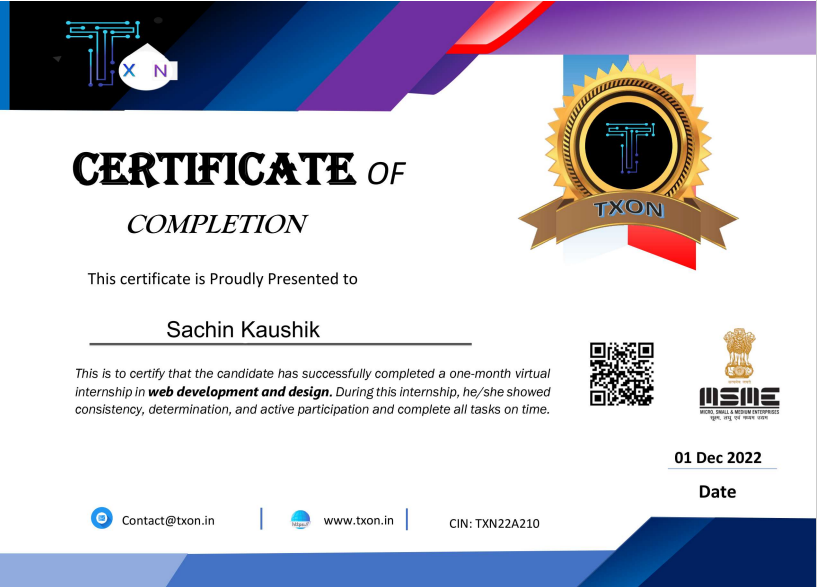 X N
CERTIFICATE OF
COMPLETION
This certificate is Proudly Presented to
Sachin Kaushik
This is to certify that the candidate has successfully completed a one-month virtual
internship in web development and design. During this internship, he/she showed
consistency, determination, and active participation and complete all tasks on time.
TXON
MSME
MICRO, SMALL & MEDIUM ENTERPRISES
सूक्ष्म, लघु एवं मध्यम उद्यम
01 Dec 2022
Date
Contact@txon.in
https://
www.txon.in
CIN: TXN22A210